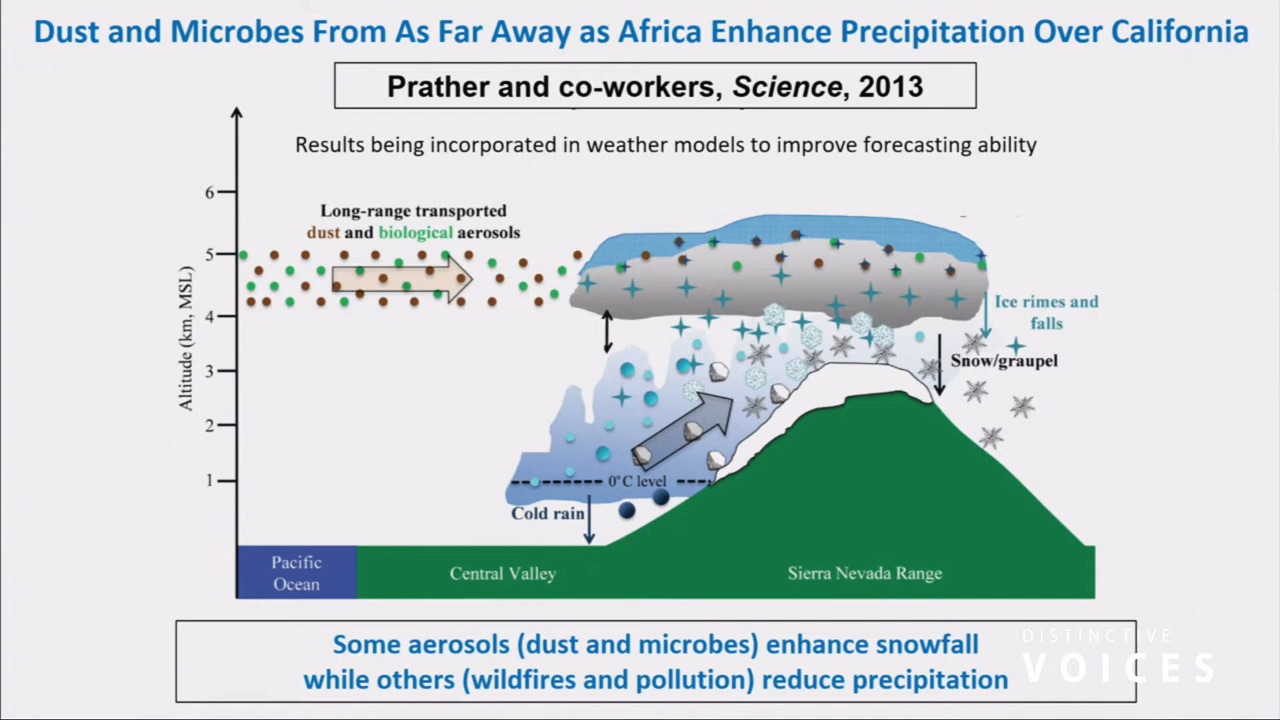 Dust and Microbes From As Far Away as Africa Enhance Precipitation Over California
Prather and co-workers, Science, 2013
Results being incorporated in weather models to improve forecasting ability
6
Long-range transported
dust and biological aerosols
5
4
Ice rimes and
falls
3
Snow/graupel
2
1
Altitude (km, MSL)
0°C level
Cold rain
Pacific
Ocean
Central Valley
Sierra Nevada Range
Some aerosols (dust and microbes) enhance snowfall
while others (wildfires and pollution) reduce precipitation
DISTINCTIVE
VOICES